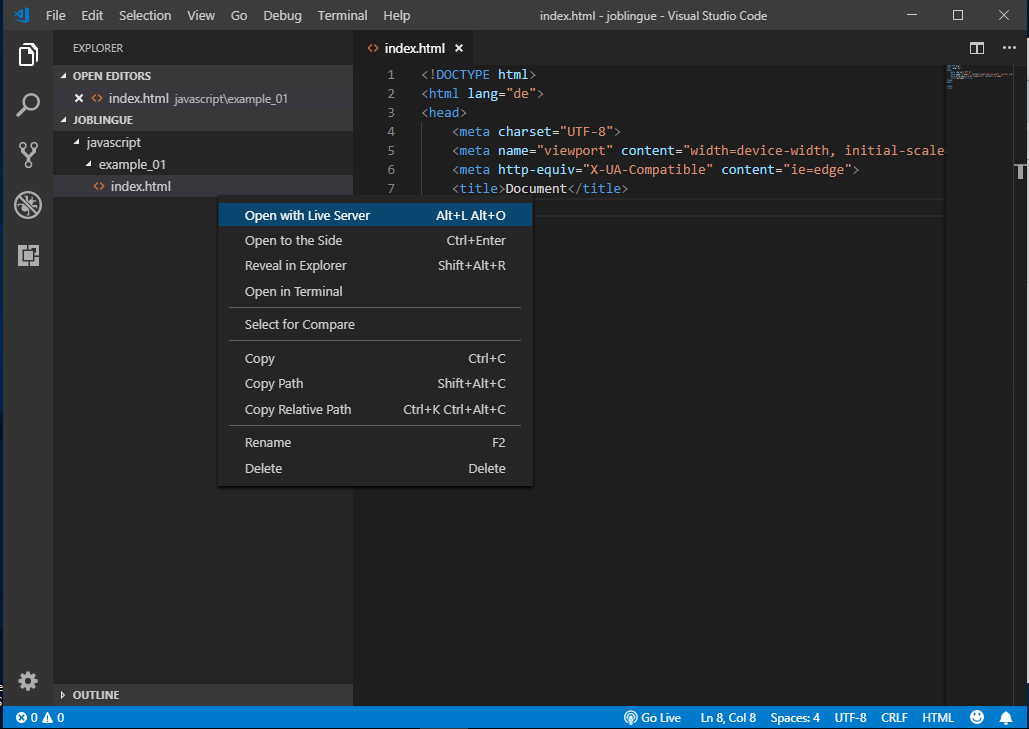 File Edit Selection View Go Debug Terminal Help index.html - joblingue - Visual Studio Code
EXPLORER
OPEN EDITORS
index.html javascript\example_01
JOBLINGUE
javascript
example_01
index.html
index.html
1 <!DOCTYPE html>
2 <html lang="de">
3 <head>
4 <meta charset="UTF-8">
5 <meta name="viewport" content="width=device-width, initial-scale
6 <meta http-equiv="X-UA-Compatible" content="ie=edge">
7 <title>Document</title>
Open with Live Server Alt+L Alt+O
Open to the Side Ctrl+Enter
Reveal in Explorer Shift+Alt+R
Open in Terminal
Select for Compare
Copy Ctrl+C
Copy Path Shift+Alt+C
Copy Relative Path Ctrl+K Ctrl+Alt+C
Rename F2
Delete Delete
OUTLINE
0 0 Go Live Ln 8, Col 8 Spaces: 4 UTF-8 CRLF HTML